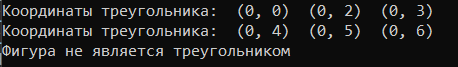 Координаты треугольника:  (0, 0)  (0, 2)  (0, 3)
Координаты треугольника:  (0, 4)  (0, 5)  (0, 6)
Фигура не является треугольником